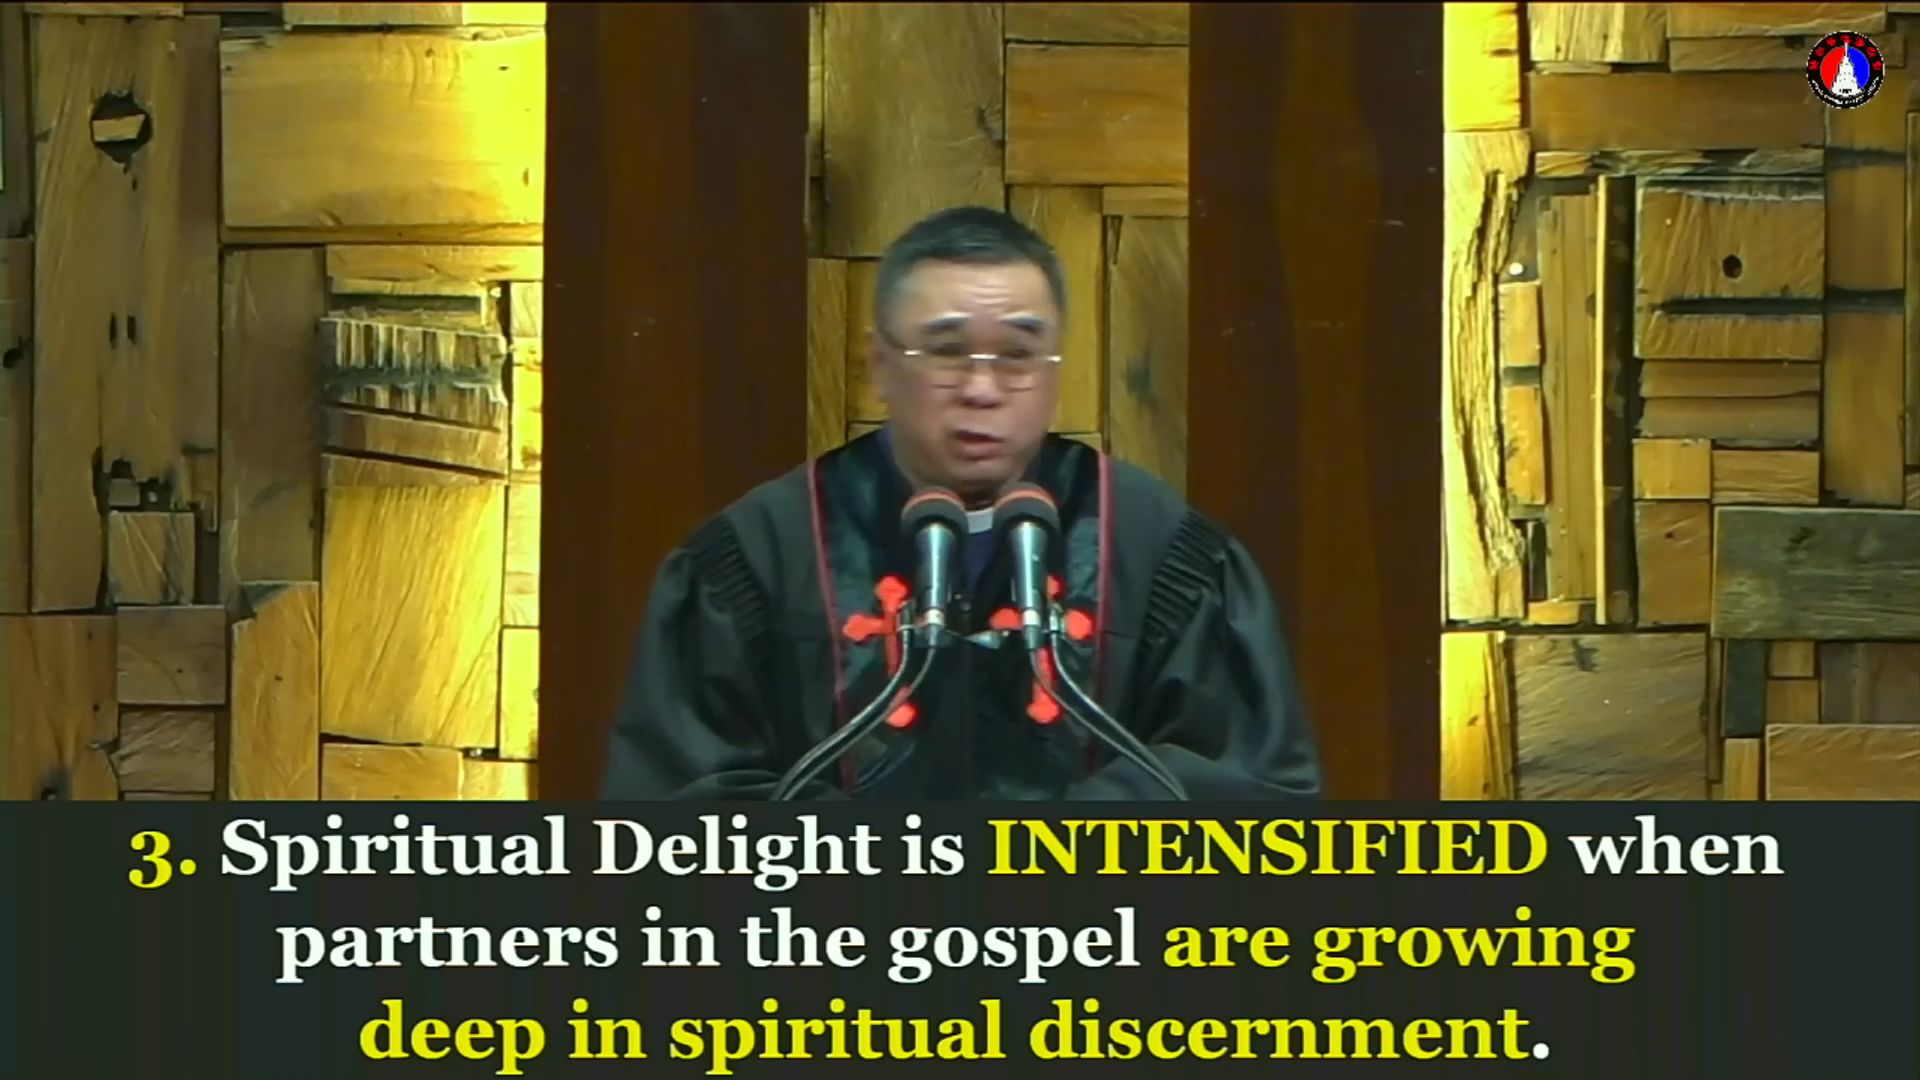 3. Spiritual Delight is INTENSIFIED when
partners in the gospel are growing
deep in spiritual discernment.